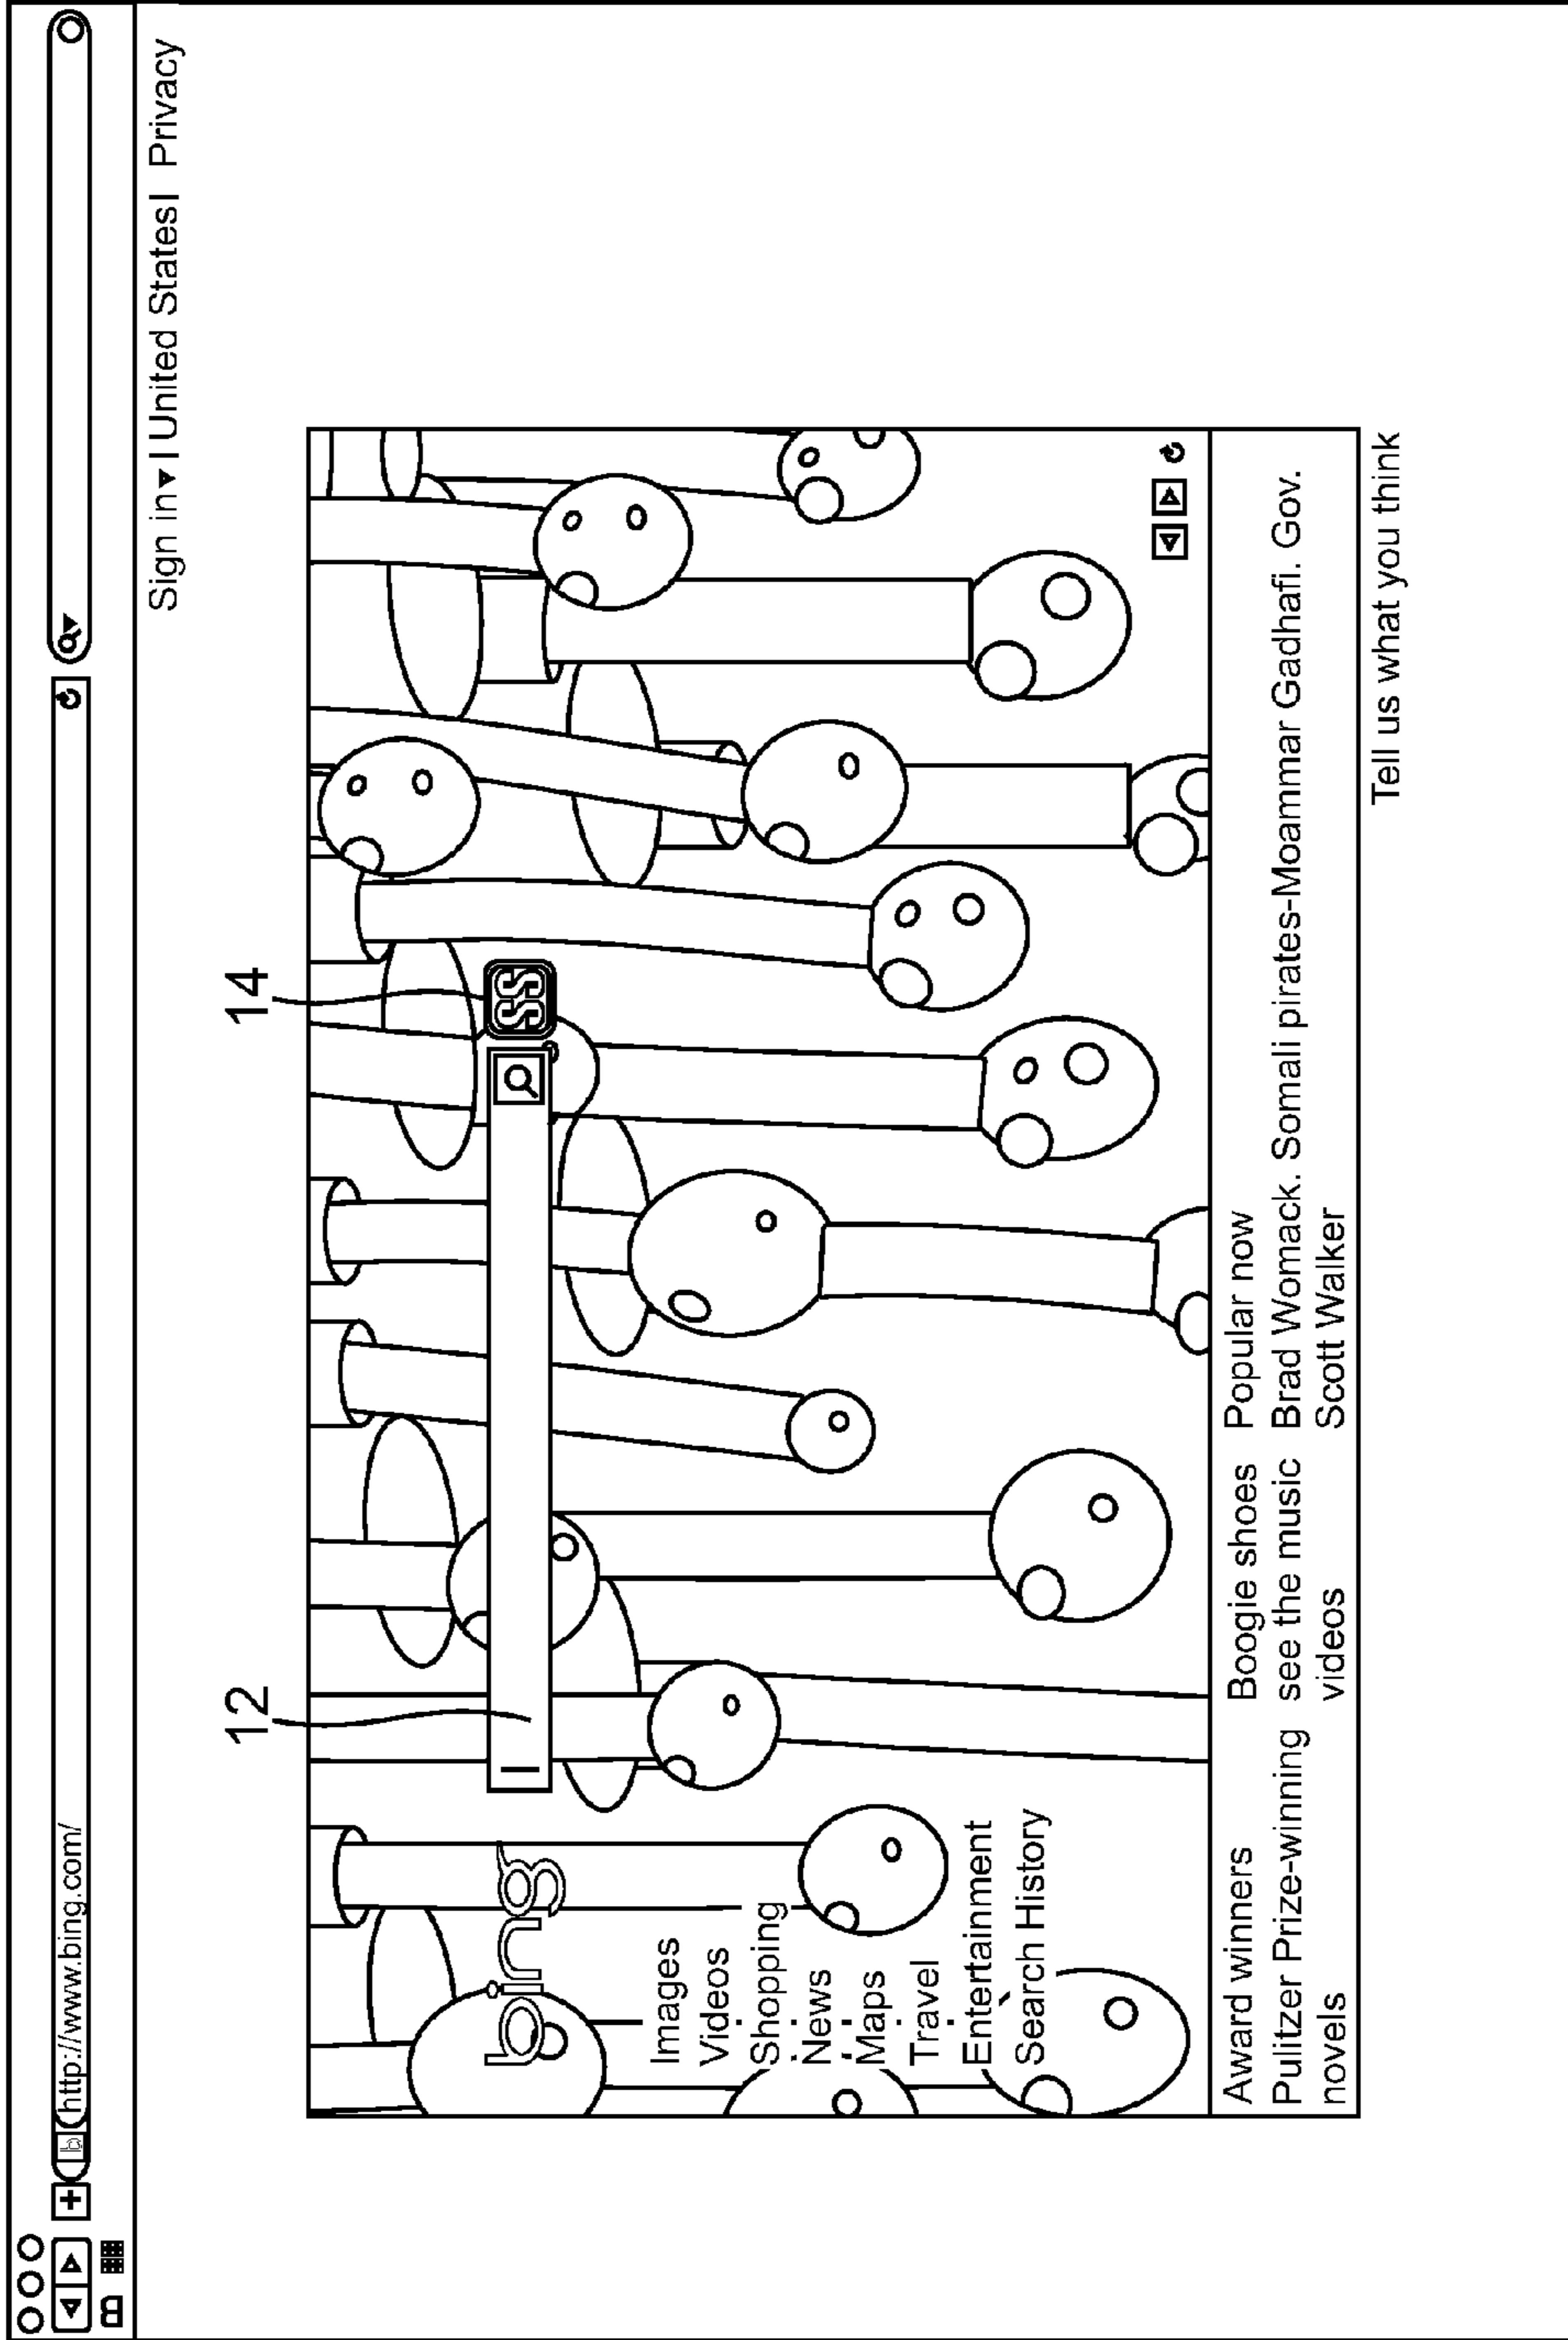 http://www.bing.com/
Sign in | United States | Privacy
14
12
bing
SS
Images
Videos
Shopping
News
Maps
Travel
Entertainment
Search History
Award winners
Pulitzer Prize-winning
novels
Boogie shoes
see the music
videos
Popular now
Brad Womack. Somali pirates-Moammar Gadhafi. Gov.
Scott Walker
Tell us what you think